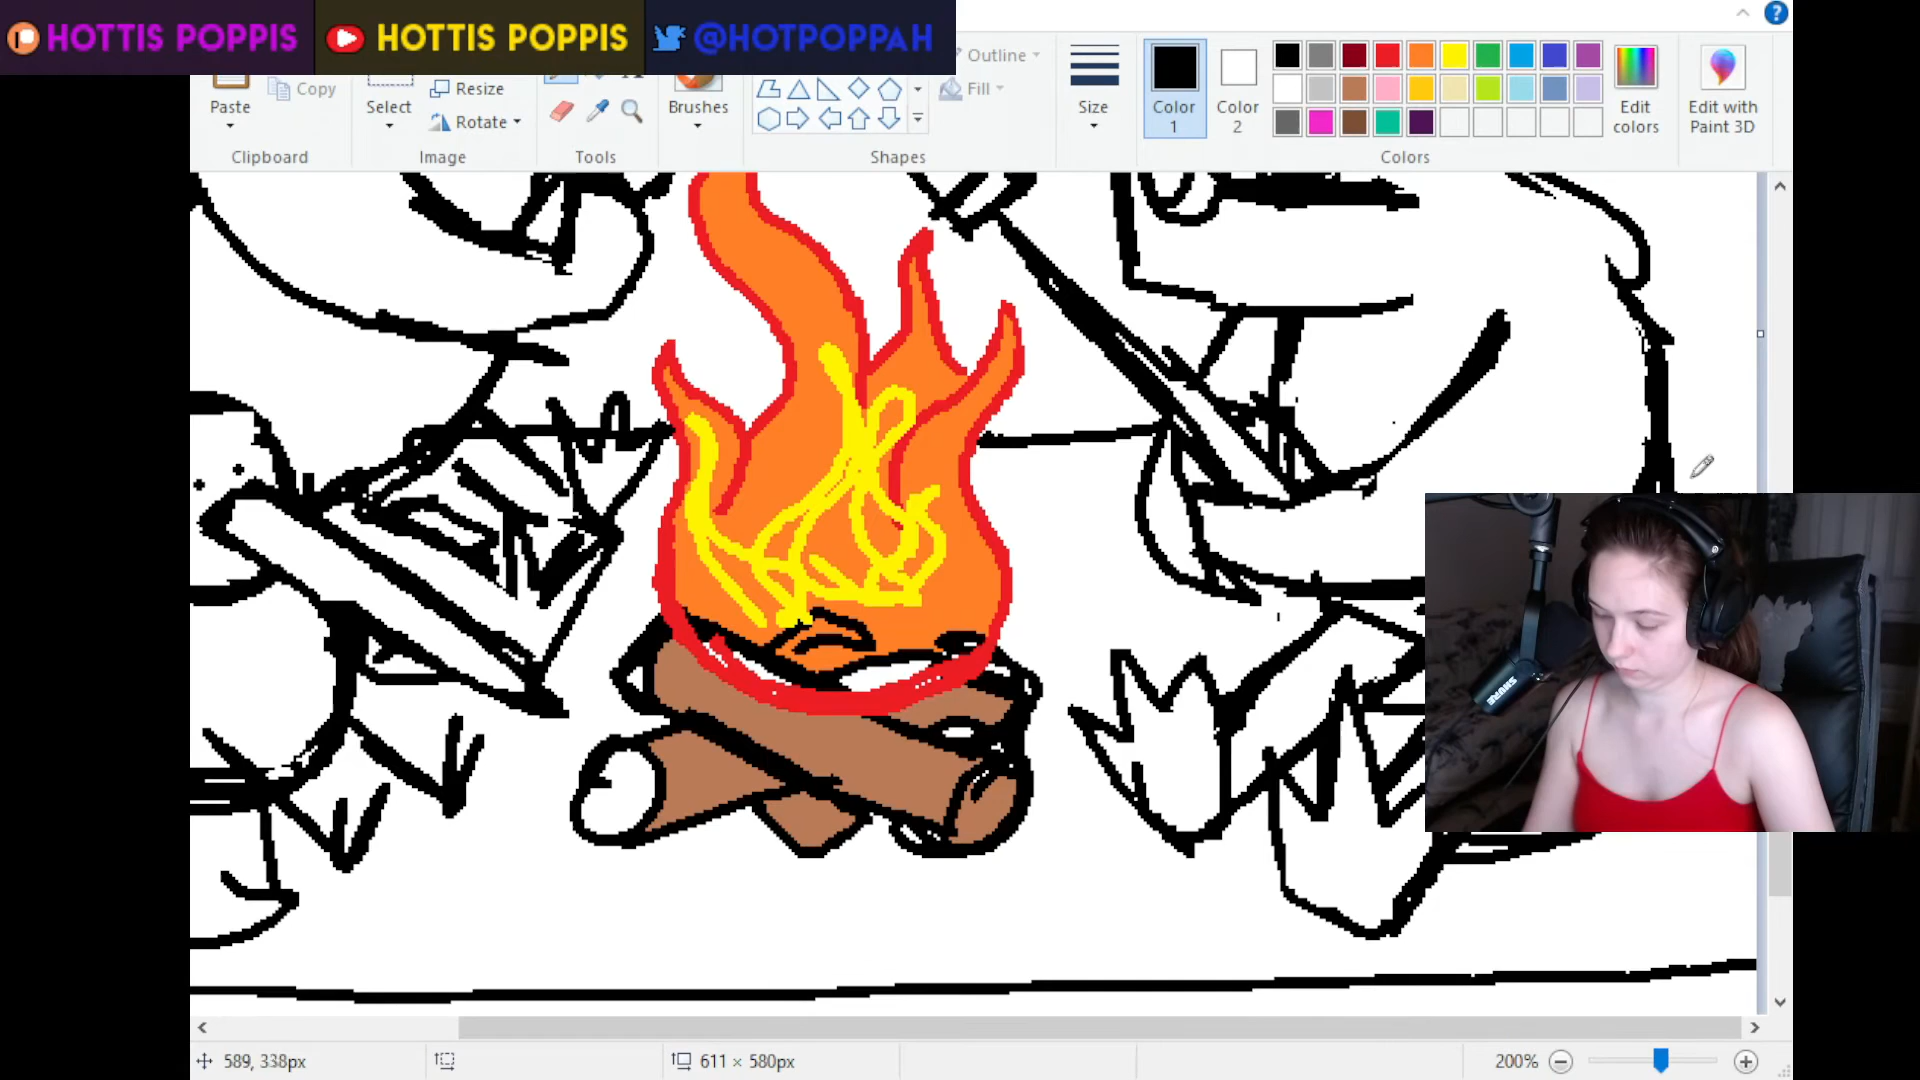 HOTTIS POPPIS
HOTTIS POPPIS
@HOTPOPPAH
Outline
Paste
Copy
Select
Resize
Rotate
Brushes
Fill
Size
Color
1
Color
2
Edit
colors
Edit with
Paint 3D
Clipboard
Image
Tools
Shapes
Colors
SHURE
589, 338px
611 × 580px
200%